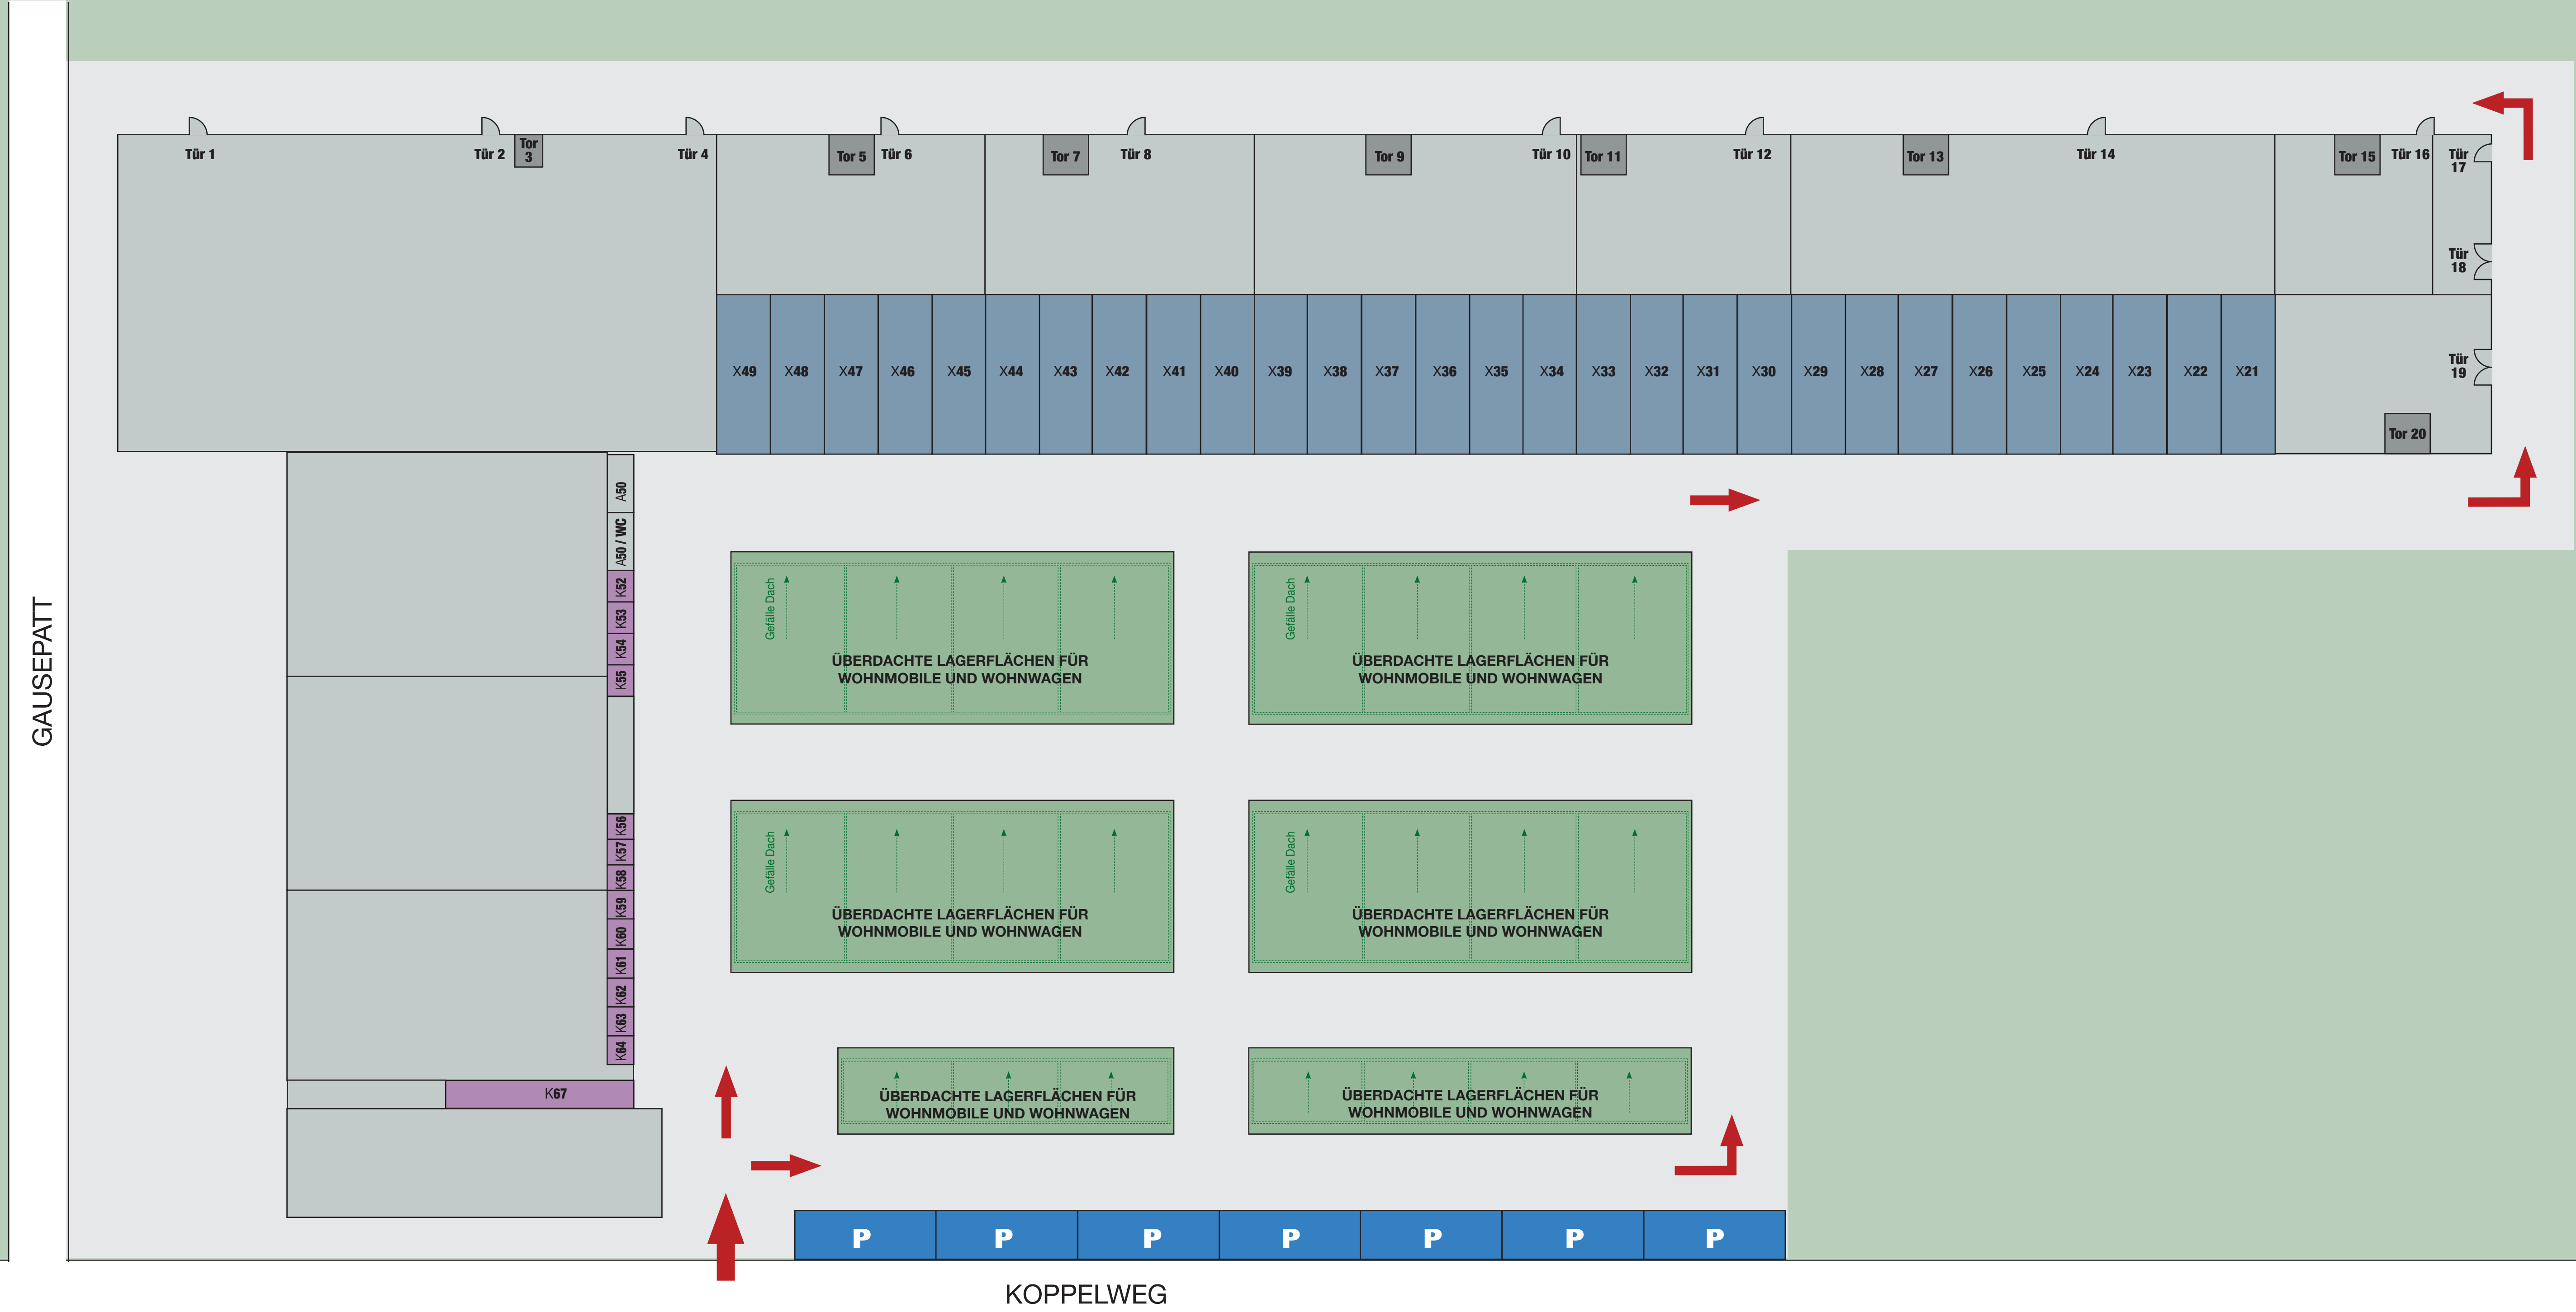 Tür 1
Tür 2
Tor
3
Tür 4
Tor 5
Tür 6
Tor 7
Tür 8
Tor 9
Tür 10
Tor 11
Tür 12
Tor 13
Tür 14
Tor 15
Tür 16
Tür
17
Tür
18
X49
X48
X47
X46
X45
X44
X43
X42
X41
X40
X39
X38
X37
X36
X35
X34
X33
X32
X31
X30
X29
X28
X27
X26
X25
X24
X23
X22
X21
Tür
19
Tor 20
A50
A50 / WC
K52
K53
K54
K55
K56
K57
K58
K59
K60
K61
K62
K63
K64
K67
GAUSEPATT
Gefälle Dach
ÜBERDACHTE LAGERFLÄCHEN FÜR
WOHNMOBILE UND WOHNWAGEN
Gefälle Dach
ÜBERDACHTE LAGERFLÄCHEN FÜR
WOHNMOBILE UND WOHNWAGEN
Gefälle Dach
ÜBERDACHTE LAGERFLÄCHEN FÜR
WOHNMOBILE UND WOHNWAGEN
Gefälle Dach
ÜBERDACHTE LAGERFLÄCHEN FÜR
WOHNMOBILE UND WOHNWAGEN
ÜBERDACHTE LAGERFLÄCHEN FÜR
WOHNMOBILE UND WOHNWAGEN
ÜBERDACHTE LAGERFLÄCHEN FÜR
WOHNMOBILE UND WOHNWAGEN
P
P
P
P
P
P
P
KOPPELWEG